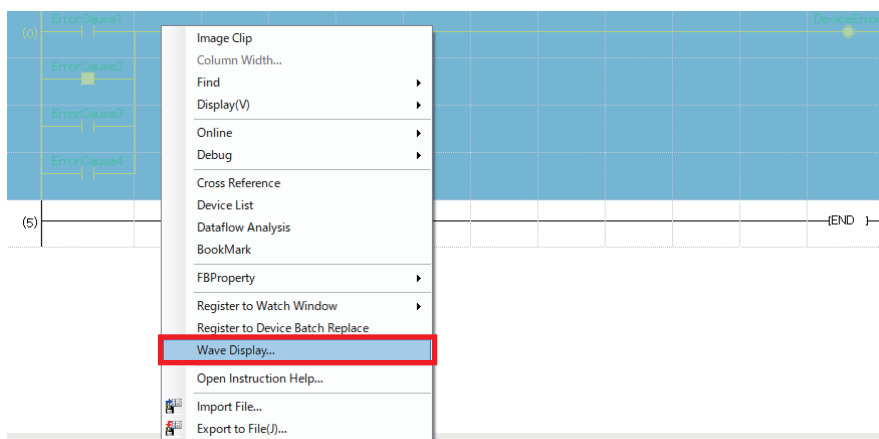 ErrorCause1
DeviceError
(0)
ErrorCause2
ErrorCause3
ErrorCause4
(5)
END
Image Clip
Column Width...
Find
Display(V)
Online
Debug
Cross Reference
Device List
Dataflow Analysis
BookMark
FBProperty
Register to Watch Window
Register to Device Batch Replace
Wave Display...
Open Instruction Help...
Import File...
Export to File(J)...